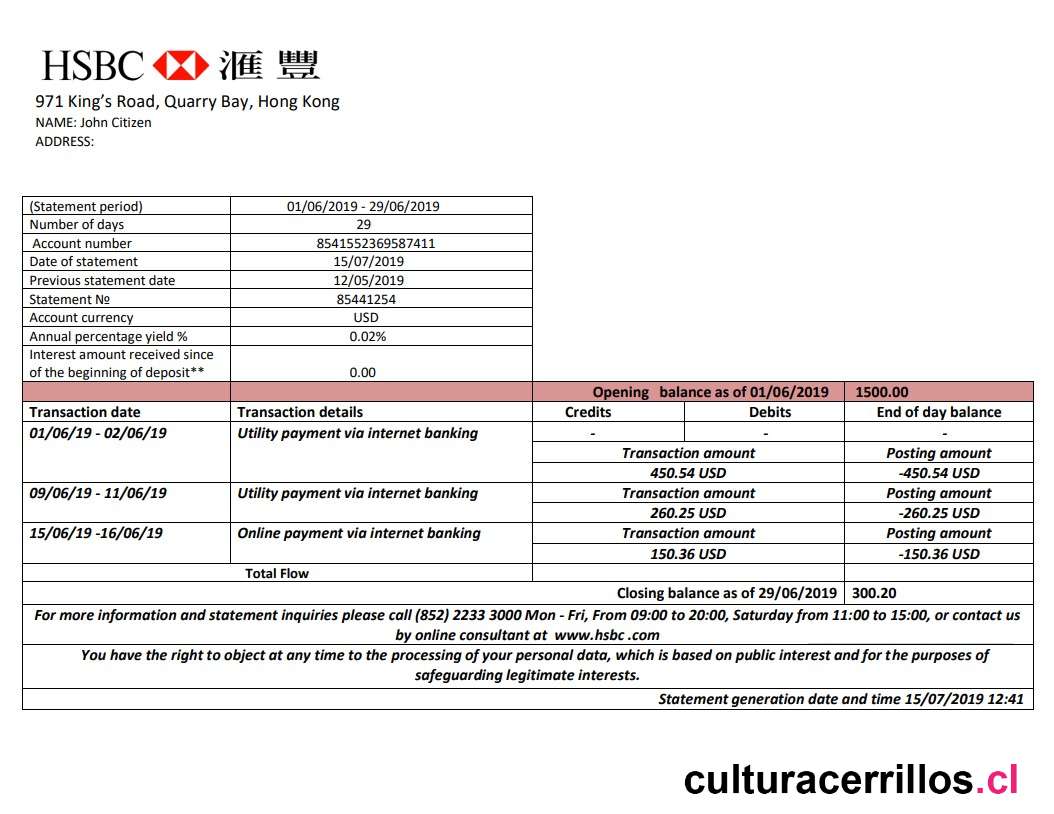 HSBC 滙豐
971 King’s Road, Quarry Bay, Hong Kong
NAME: John Citizen
ADDRESS:
(Statement period) 01/06/2019 - 29/06/2019
Number of days 29
Account number 8541552369587411
Date of statement 15/07/2019
Previous statement date 12/05/2019
Statement № 85441254
Account currency USD
Annual percentage yield % 0.02%
Interest amount received since
of the beginning of deposit** 0.00
Opening balance as of 01/06/2019 1500.00
Transaction date Transaction details Credits Debits End of day balance
01/06/19 - 02/06/19 Utility payment via internet banking - - -
Transaction amount Posting amount
450.54 USD -450.54 USD
09/06/19 - 11/06/19 Utility payment via internet banking Transaction amount Posting amount
260.25 USD -260.25 USD
15/06/19 -16/06/19 Online payment via internet banking Transaction amount Posting amount
150.36 USD -150.36 USD
Total Flow
Closing balance as of 29/06/2019 300.20
For more information and statement inquiries please call (852) 2233 3000 Mon - Fri, From 09:00 to 20:00, Saturday from 11:00 to 15:00, or contact us
by online consultant at www.hsbc .com
You have the right to object at any time to the processing of your personal data, which is based on public interest and for the purposes of
safeguarding legitimate interests.
Statement generation date and time 15/07/2019 12:41
culturacerrillos.cl